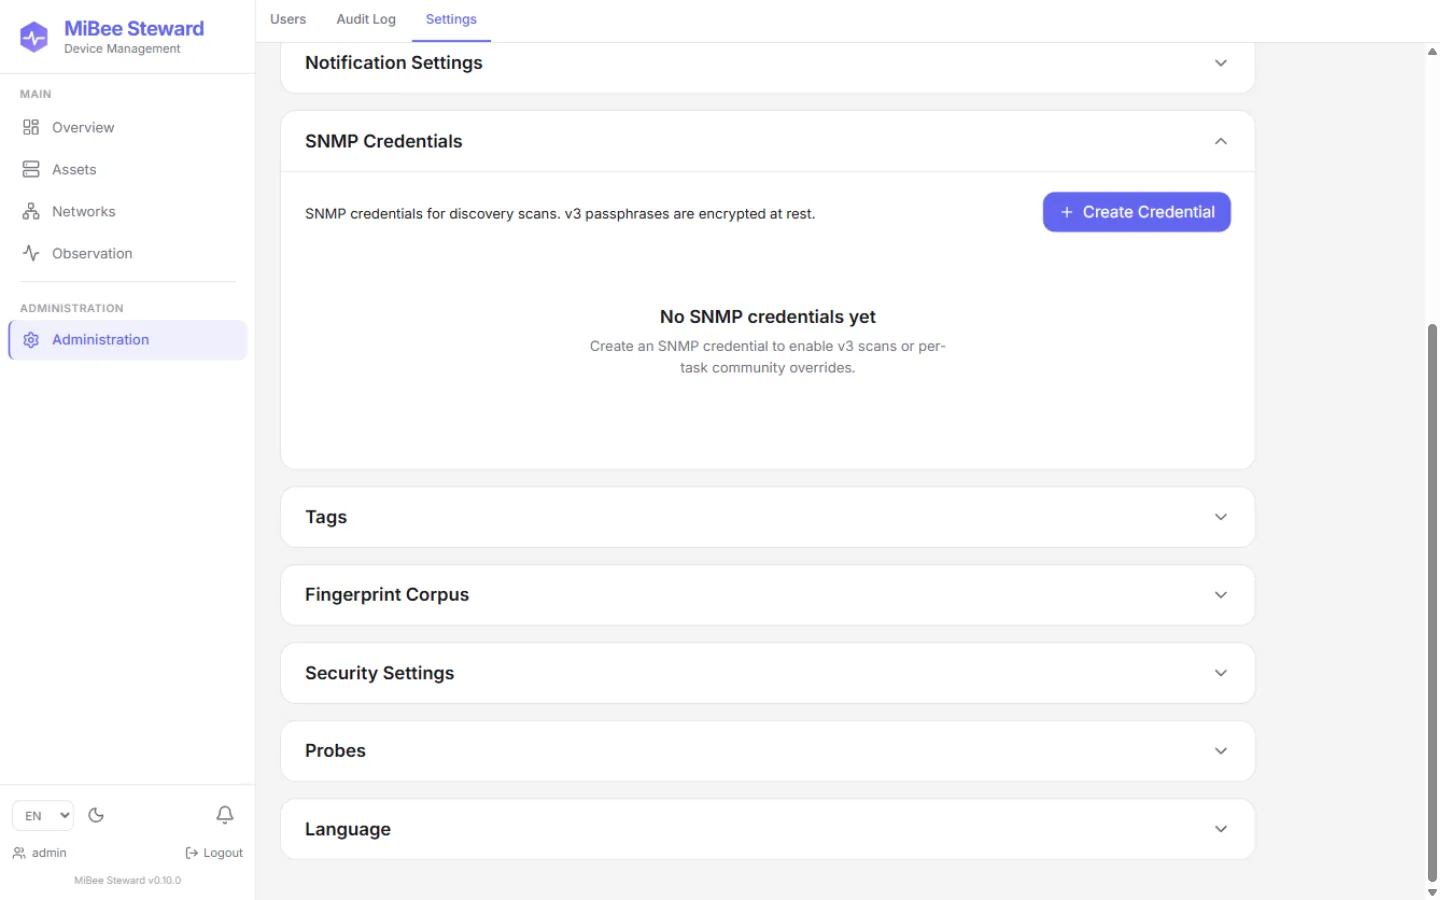 MiBee Steward
Device Management
MAIN
Overview
Assets
Networks
Observation
ADMINISTRATION
Administration
EN
admin
Logout
MiBee Steward v0.10.0
Users
Audit Log
Settings
Notification Settings
SNMP Credentials
SNMP credentials for discovery scans. v3 passphrases are encrypted at rest.
+ Create Credential
No SNMP credentials yet
Create an SNMP credential to enable v3 scans or per-
task community overrides.
Tags
Fingerprint Corpus
Security Settings
Probes
Language